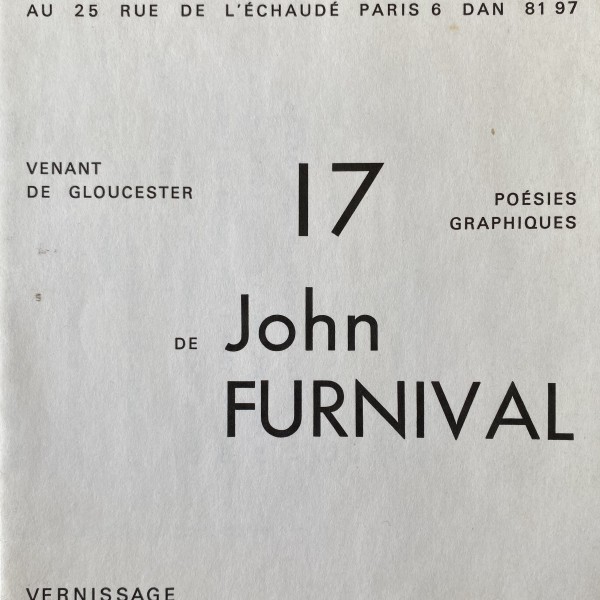 AU 25 RUE DE L'ÉCHAUDÉ PARIS 6 DAN 81 97
VENANT
DE GLOUCESTER
17
POÉSIES
GRAPHIQUES
DE John
FURNIVAL
VERNISSAGE